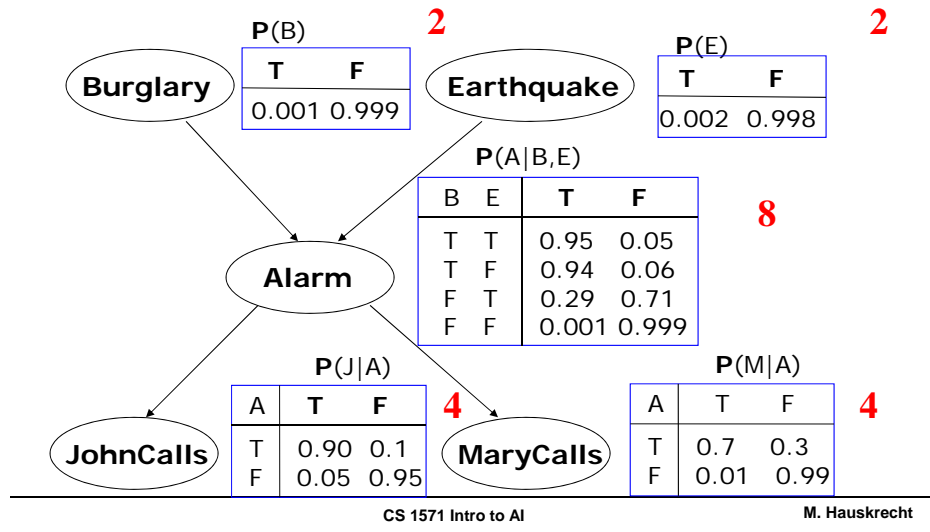 P(B) 2 2
P(E)
Burglary T F Earthquake T F
0.001 0.999 0.002 0.998
P(A|B,E)
B E T F
8
T T 0.95 0.05
T F 0.94 0.06
Alarm
F T 0.29 0.71
F F 0.001 0.999
P(J|A) P(M|A)
A T F 4 A T F 4
JohnCalls T 0.90 0.1 MaryCalls T 0.7 0.3
F 0.05 0.95 F 0.01 0.99
CS 1571 Intro to AI M. Hauskrecht